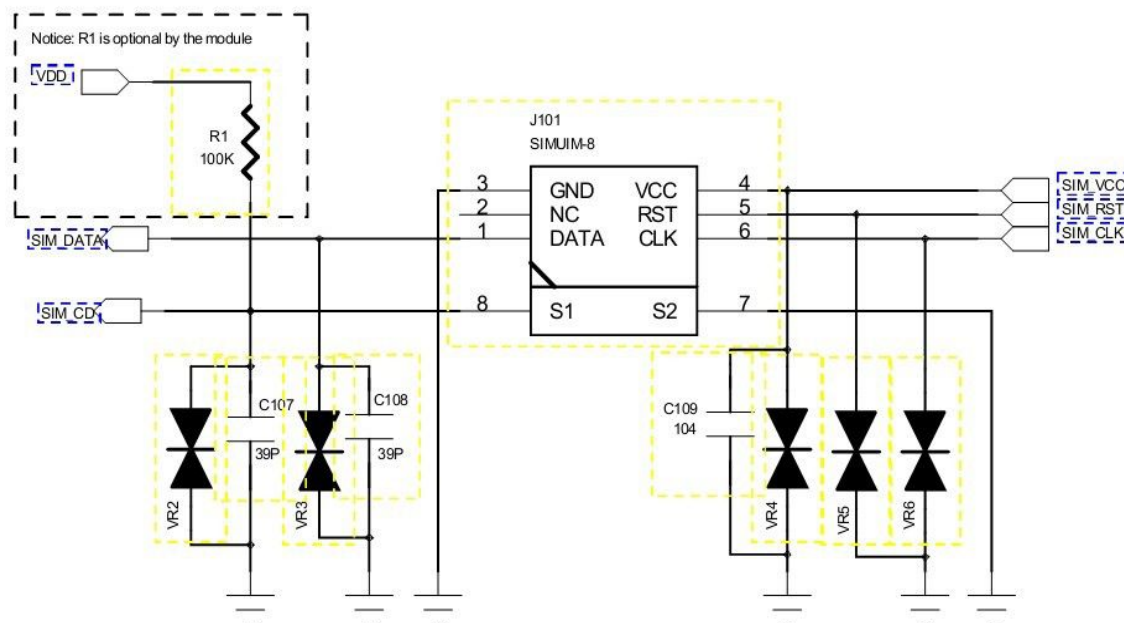 Notice: R1 is optional by the module
VDD
R1
100K
J101
SIMUIM-8
3 GND VCC 4
2 NC RST 5
1 DATA CLK 6
8 S1 S2 7
SIM_DATA
SIM_CD
SIM_VCC
SIM_RST
SIM_CLK
C107
39P
C108
39P
C109
104
VR2
VR3
VR4
VR5
VR6